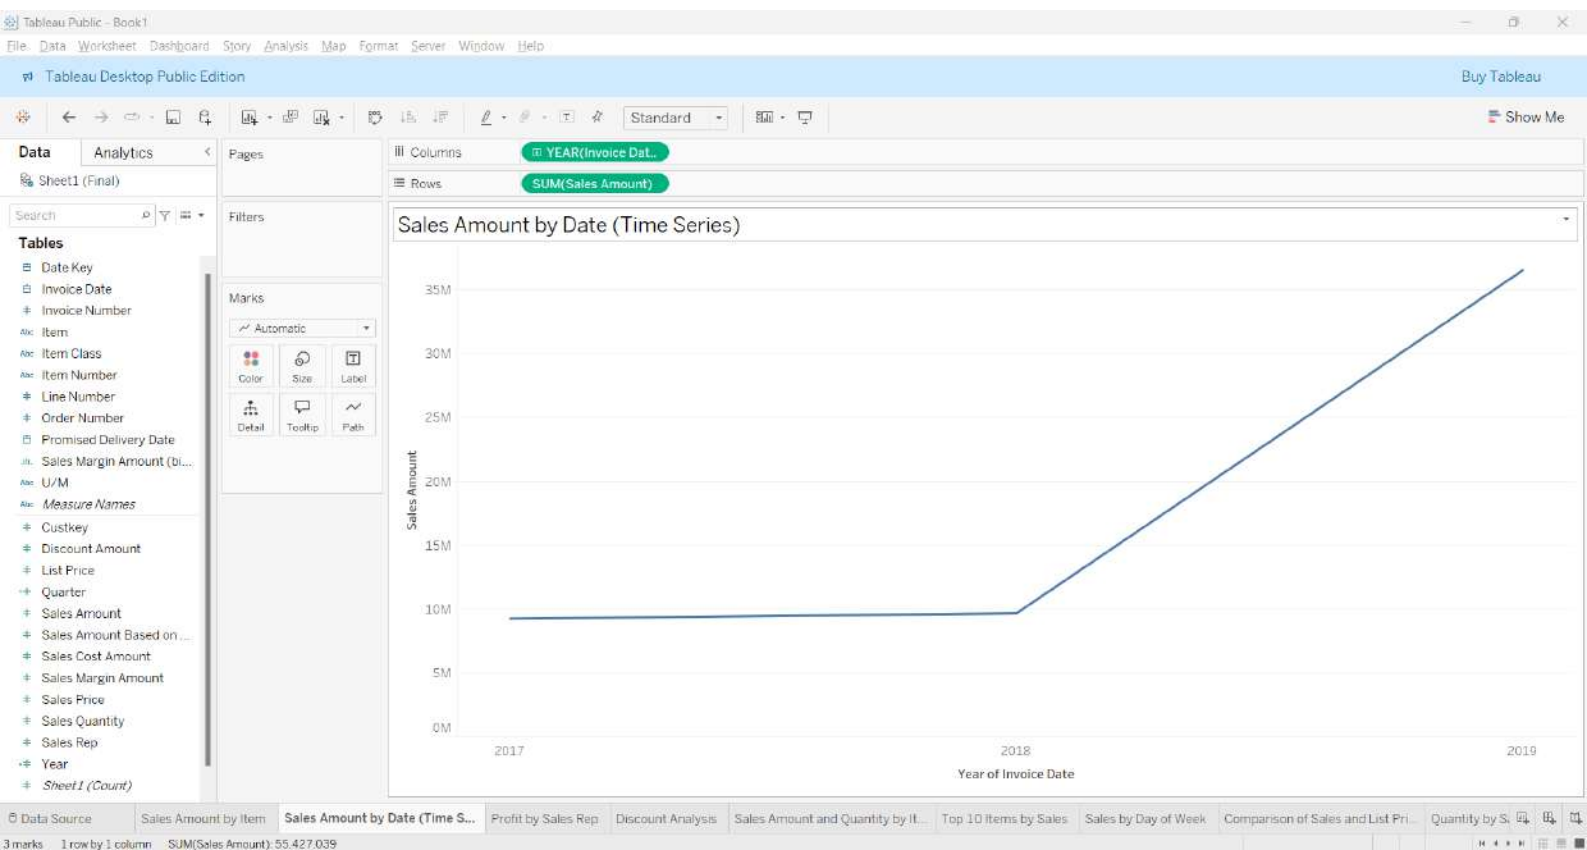 Tableau Public - Book1
File Data Worksheet Dashboard Story Analysis Map Format Server Window Help
Tableau Desktop Public Edition
Buy Tableau
Standard
Show Me
Data
Analytics
Sheet1 (Final)
Search
Tables
Date Key
Invoice Date
Invoice Number
Abc Item
Abc Item Class
Abc Item Number
Line Number
Order Number
Promised Delivery Date
Sales Margin Amount (bi...
Abc U/M
Abc Measure Names
Custkey
Discount Amount
List Price
Quarter
Sales Amount
Sales Amount Based on ...
Sales Cost Amount
Sales Margin Amount
Sales Price
Sales Quantity
Sales Rep
Year
Sheet1 (Count)
Pages
Filters
Marks
Automatic
Color Size Label
Detail Tooltip Path
Columns
YEAR(Invoice Dat..
Rows
SUM(Sales Amount)
Sales Amount by Date (Time Series)
35M
30M
25M
20M
15M
10M
5M
0M
Sales Amount
2017 2018 2019
Year of Invoice Date
Data Source
Sales Amount by Item
Sales Amount by Date (Time S...
Profit by Sales Rep
Discount Analysis
Sales Amount and Quantity by It...
Top 10 Items by Sales
Sales by Day of Week
Comparison of Sales and List Pri...
Quantity by S
3 marks 1 row by 1 column SUM(Sales Amount): 55,427,039